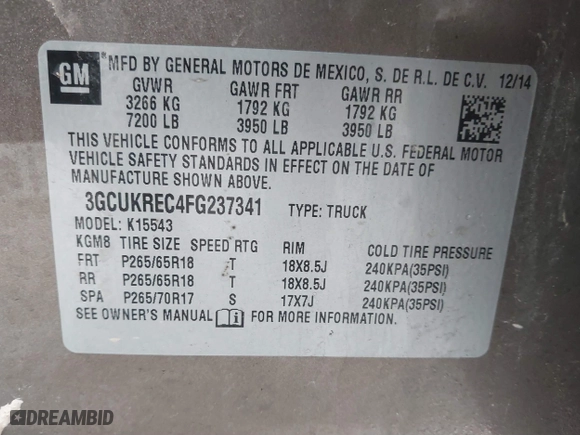 GM
MFD BY GENERAL MOTORS DE MEXICO, S. DE R.L. DE C.V. 12/14
GVWR GAWR FRT GAWR RR
3266 KG 1792 KG 1792 KG
7200 LB 3950 LB 3950 LB
THIS VEHICLE CONFORMS TO ALL APPLICABLE U.S. FEDERAL MOTOR
VEHICLE SAFETY STANDARDS IN EFFECT ON THE DATE OF
MANUFACTURE SHOWN ABOVE.
3GCUKREC4FG237341 TYPE: TRUCK
MODEL: K15543
KGM8 TIRE SIZE SPEED RTG RIM COLD TIRE PRESSURE
FRT P265/65R18 T 18X8.5J 240KPA(35PSI)
RR P265/65R18 T 18X8.5J 240KPA(35PSI)
SPA P265/70R17 S 17X7J 240KPA(35PSI)
SEE OWNER'S MANUAL FOR MORE INFORMATION.
DREAMBID